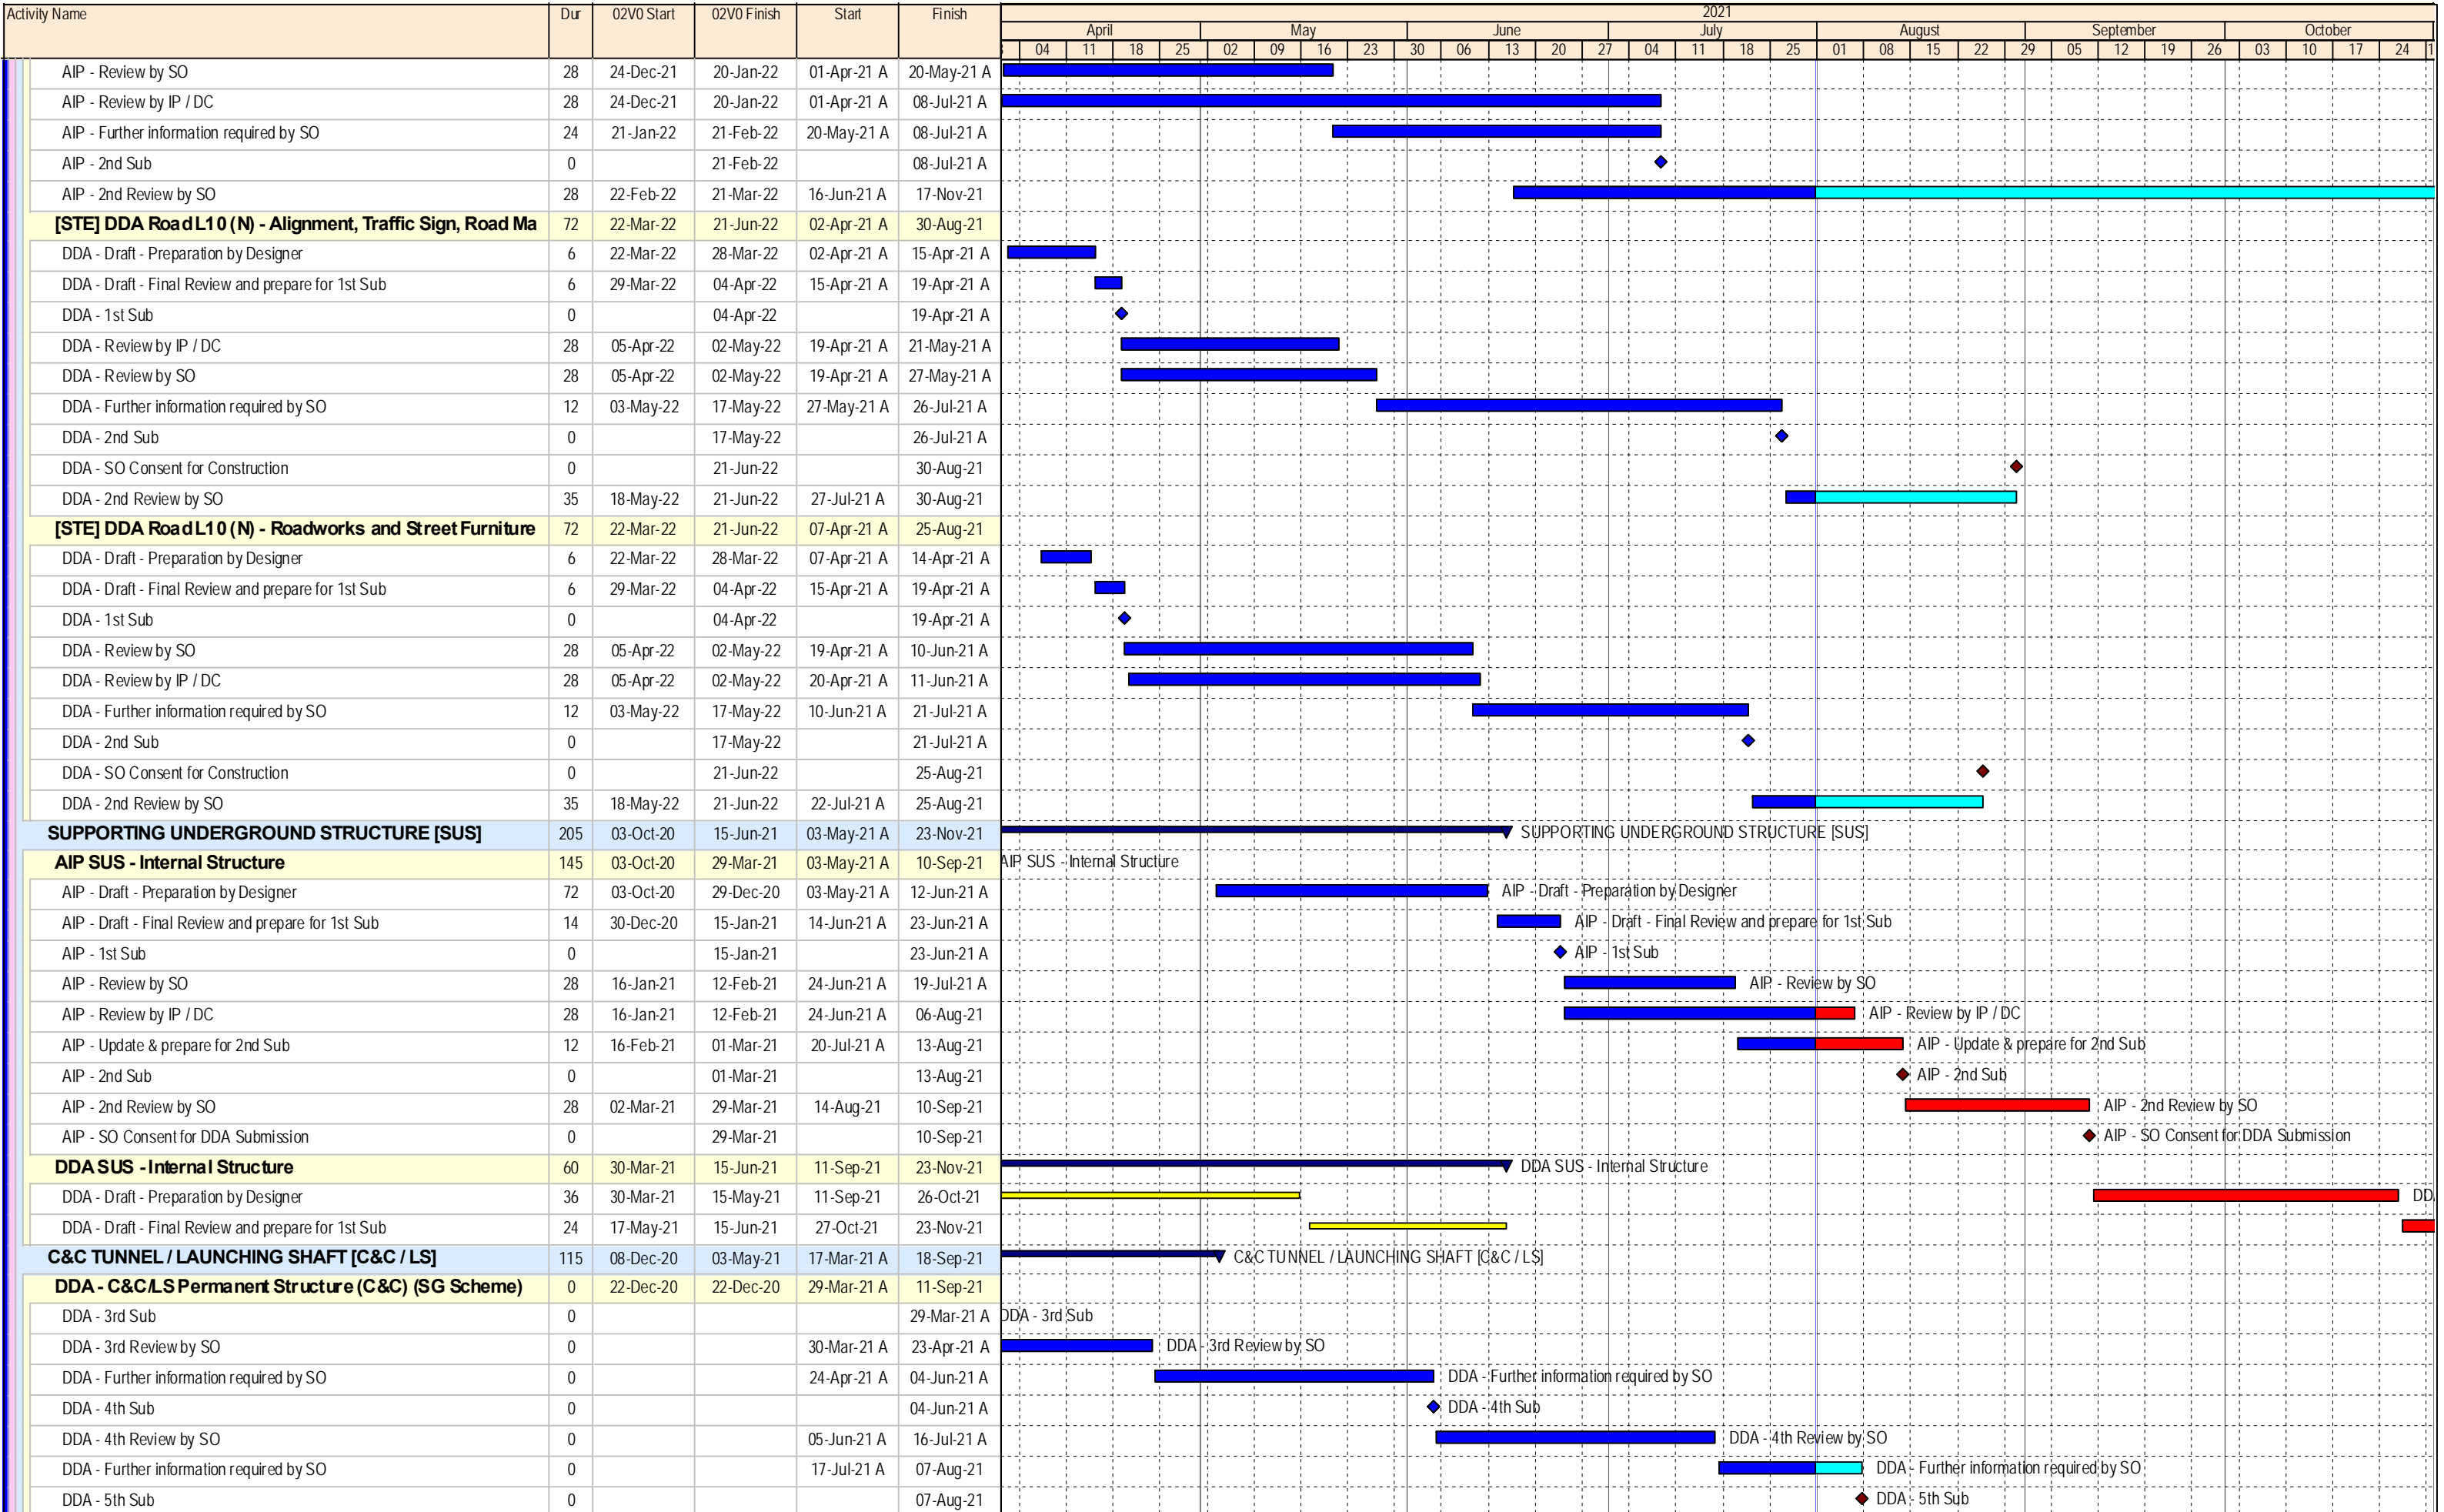 Activity Name Dur 02V0 Start 02V0 Finish Start Finish 2021
April May June July August September October
04 11 18 25 02 09 16 23 30 06 13 20 27 04 11 18 25 01 08 15 22 29 05 12 19 26 03 10 17 24
AIP - Review by SO 28 24-Dec-21 20-Jan-22 01-Apr-21 A 20-May-21 A
AIP - Review by IP / DC 28 24-Dec-21 20-Jan-22 01-Apr-21 A 08-Jul-21 A
AIP - Further information required by SO 24 21-Jan-22 21-Feb-22 20-May-21 A 08-Jul-21 A
AIP - 2nd Sub 0 21-Feb-22 08-Jul-21 A
AIP - 2nd Review by SO 28 22-Feb-22 21-Mar-22 16-Jun-21 A 17-Nov-21
[STE] DDA Road L10 (N) - Alignment, Traffic Sign, Road Ma 72 22-Mar-22 21-Jun-22 02-Apr-21 A 30-Aug-21
DDA - Draft - Preparation by Designer 6 22-Mar-22 28-Mar-22 02-Apr-21 A 15-Apr-21 A
DDA - Draft - Final Review and prepare for 1st Sub 6 29-Mar-22 04-Apr-22 15-Apr-21 A 19-Apr-21 A
DDA - 1st Sub 0 04-Apr-22 19-Apr-21 A
DDA - Review by IP / DC 28 05-Apr-22 02-May-22 19-Apr-21 A 21-May-21 A
DDA - Review by SO 28 05-Apr-22 02-May-22 19-Apr-21 A 27-May-21 A
DDA - Further information required by SO 12 03-May-22 17-May-22 27-May-21 A 26-Jul-21 A
DDA - 2nd Sub 0 17-May-22 26-Jul-21 A
DDA - SO Consent for Construction 0 21-Jun-22 30-Aug-21
DDA - 2nd Review by SO 35 18-May-22 21-Jun-22 27-Jul-21 A 30-Aug-21
[STE] DDA Road L10 (N) - Roadworks and Street Furniture 72 22-Mar-22 21-Jun-22 07-Apr-21 A 25-Aug-21
DDA - Draft - Preparation by Designer 6 22-Mar-22 28-Mar-22 07-Apr-21 A 14-Apr-21 A
DDA - Draft - Final Review and prepare for 1st Sub 6 29-Mar-22 04-Apr-22 15-Apr-21 A 19-Apr-21 A
DDA - 1st Sub 0 04-Apr-22 19-Apr-21 A
DDA - Review by SO 28 05-Apr-22 02-May-22 19-Apr-21 A 10-Jun-21 A
DDA - Review by IP / DC 28 05-Apr-22 02-May-22 20-Apr-21 A 11-Jun-21 A
DDA - Further information required by SO 12 03-May-22 17-May-22 10-Jun-21 A 21-Jul-21 A
DDA - 2nd Sub 0 17-May-22 21-Jul-21 A
DDA - SO Consent for Construction 0 21-Jun-22 25-Aug-21
DDA - 2nd Review by SO 35 18-May-22 21-Jun-22 22-Jul-21 A 25-Aug-21
SUPPORTING UNDERGROUND STRUCTURE [SUS] 205 03-Oct-20 15-Jun-21 03-May-21 A 23-Nov-21 SUPPORTING UNDERGROUND STRUCTURE [SUS]
AIP SUS - Internal Structure 145 03-Oct-20 29-Mar-21 03-May-21 A 10-Sep-21 AIP SUS - Internal Structure
AIP - Draft - Preparation by Designer 72 03-Oct-20 29-Dec-20 03-May-21 A 12-Jun-21 A AIP - Draft - Preparation by Designer
AIP - Draft - Final Review and prepare for 1st Sub 14 30-Dec-20 15-Jan-21 14-Jun-21 A 23-Jun-21 A AIP - Draft - Final Review and prepare for 1st Sub
AIP - 1st Sub 0 15-Jan-21 23-Jun-21 A AIP - 1st Sub
AIP - Review by SO 28 16-Jan-21 12-Feb-21 24-Jun-21 A 19-Jul-21 A AIP - Review by SO
AIP - Review by IP / DC 28 16-Jan-21 12-Feb-21 24-Jun-21 A 06-Aug-21 AIP - Review by IP / DC
AIP - Update & prepare for 2nd Sub 12 16-Feb-21 01-Mar-21 20-Jul-21 A 13-Aug-21 AIP - Update & prepare for 2nd Sub
AIP - 2nd Sub 0 01-Mar-21 13-Aug-21 AIP - 2nd Sub
AIP - 2nd Review by SO 28 02-Mar-21 29-Mar-21 14-Aug-21 10-Sep-21 AIP - 2nd Review by SO
AIP - SO Consent for DDA Submission 0 29-Mar-21 10-Sep-21 AIP - SO Consent for DDA Submission
DDA SUS - Internal Structure 60 30-Mar-21 15-Jun-21 11-Sep-21 23-Nov-21 DDA SUS - Internal Structure
DDA - Draft - Preparation by Designer 36 30-Mar-21 15-May-21 11-Sep-21 26-Oct-21 DD
DDA - Draft - Final Review and prepare for 1st Sub 24 17-May-21 15-Jun-21 27-Oct-21 23-Nov-21
C&C TUNNEL / LAUNCHING SHAFT [C&C / LS] 115 08-Dec-20 03-May-21 17-Mar-21 A 18-Sep-21 C&C TUNNEL / LAUNCHING SHAFT [C&C / LS]
DDA - C&C/LS Permanent Structure (C&C) (SG Scheme) 0 22-Dec-20 22-Dec-20 29-Mar-21 A 11-Sep-21
DDA - 3rd Sub 0 29-Mar-21 A DDA - 3rd Sub
DDA - 3rd Review by SO 0 30-Mar-21 A 23-Apr-21 A DDA - 3rd Review by SO
DDA - Further information required by SO 0 24-Apr-21 A 04-Jun-21 A DDA - Further information required by SO
DDA - 4th Sub 0 04-Jun-21 A DDA - 4th Sub
DDA - 4th Review by SO 0 05-Jun-21 A 16-Jul-21 A DDA - 4th Review by SO
DDA - Further information required by SO 0 17-Jul-21 A 07-Aug-21 DDA - Further information required by SO
DDA - 5th Sub 0 07-Aug-21 DDA - 5th Sub